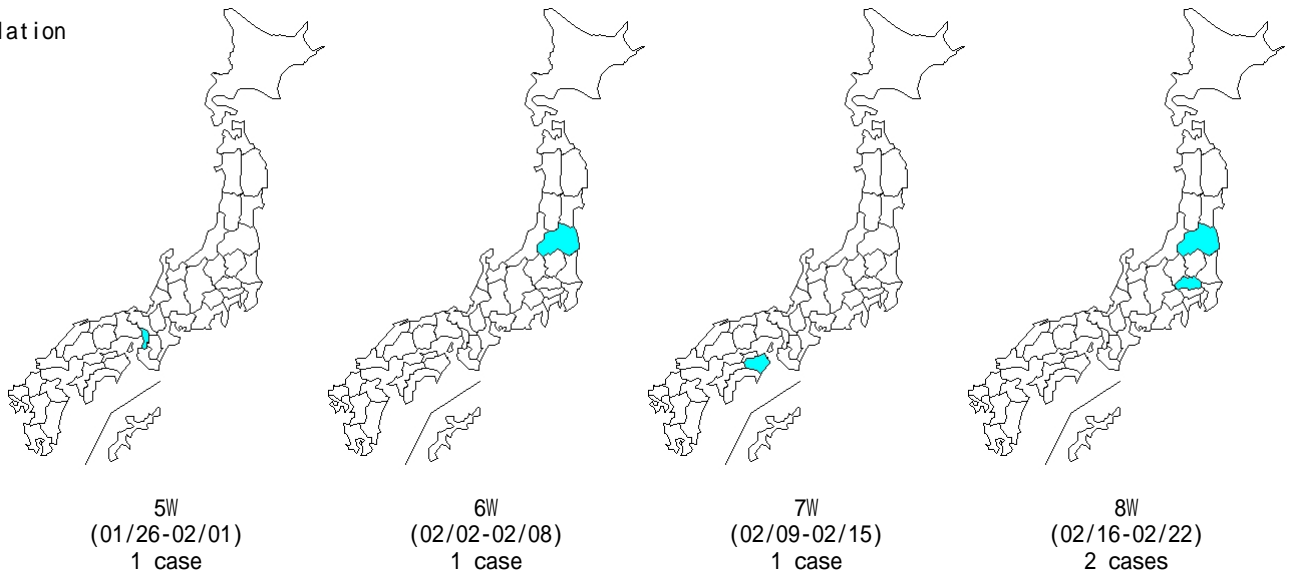 lation
5W
(01/26-02/01)
1 case
6W
(02/02-02/08)
1 case
7W
(02/09-02/15)
1 case
8W
(02/16-02/22)
2 cases